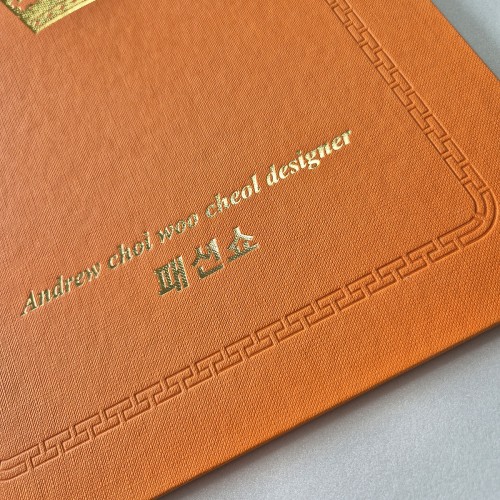 Andrew choi woo cheol designer
패션쇼